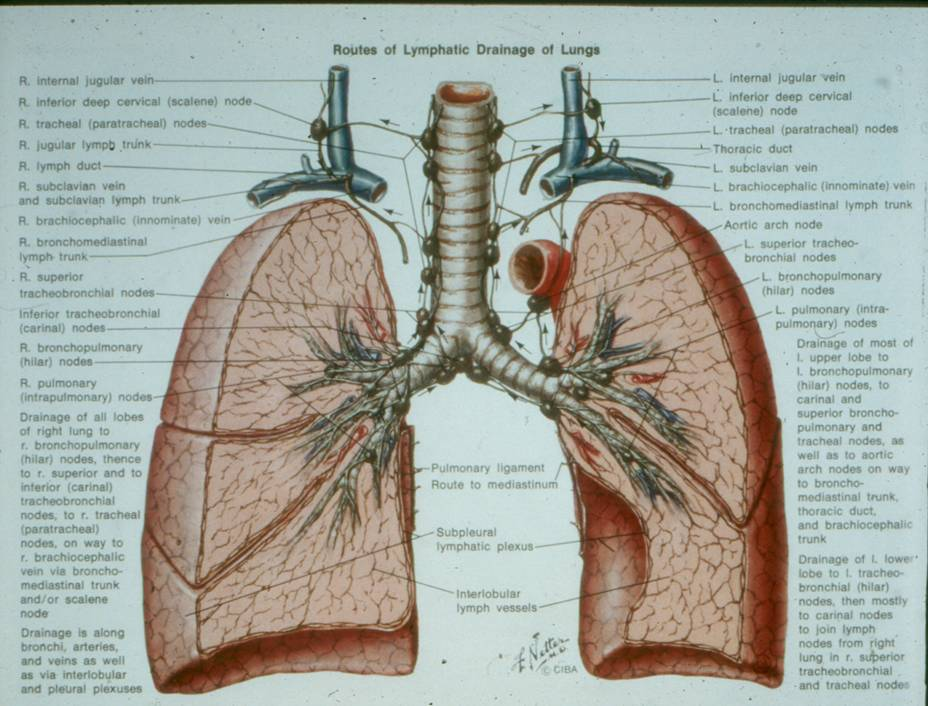 Routes of Lymphatic Drainage of Lungs
R. internal jugular vein
R. inferior deep cervical (scalene) node
R. tracheal (paratracheal) nodes
R. jugular lymph trunk
R. lymph duct
R. subclavian vein
and subclavian lymph trunk
R. brachiocephalic (innominate) vein
R. bronchomediastinal
lymph trunk
R. superior
tracheobronchial nodes
Inferior tracheobronchial
(carinal) nodes
R. bronchopulmonary
(hilar) nodes
R. pulmonary
(intrapulmonary) nodes
Drainage of all lobes
of right lung to
r. bronchopulmonary
(hilar) nodes, thence
to r. superior and to
inferior (carinal)
tracheobronchial
nodes, to r. tracheal
(paratracheal)
nodes, on way to
r. brachiocephalic
vein via broncho-
mediastinal trunk
and/or scalene
node
Drainage is along
bronchi, arteries,
and veins as well
as via interlobular
and pleural plexuses
Pulmonary ligament
Route to mediastinum
Subpleural
lymphatic plexus
Interlobular
lymph vessels
F. Netter
M.D.
© CIBA
L. internal jugular vein
L. inferior deep cervical
(scalene) node
L. tracheal (paratracheal) nodes
Thoracic duct
L. subclavian vein
L. brachiocephalic (innominate) vein
L. bronchomediastinal lymph trunk
Aortic arch node
L. superior tracheo-
bronchial nodes
L. bronchopulmonary
(hilar) nodes
L. pulmonary (intra-
pulmonary) nodes
Drainage of most of
l. upper lobe to
l. bronchopulmonary
(hilar) nodes, to
carinal and
superior broncho-
pulmonary and
tracheal nodes, as
well as to aortic
arch nodes on way
to broncho-
mediastinal trunk,
thoracic duct,
and brachiocephalic
trunk
Drainage of l. lower
lobe to l. tracheo-
bronchial (hilar)
nodes, then mostly
to carinal nodes
to join lymph
nodes from right
lung in r. superior
tracheobronchial
and tracheal nodes